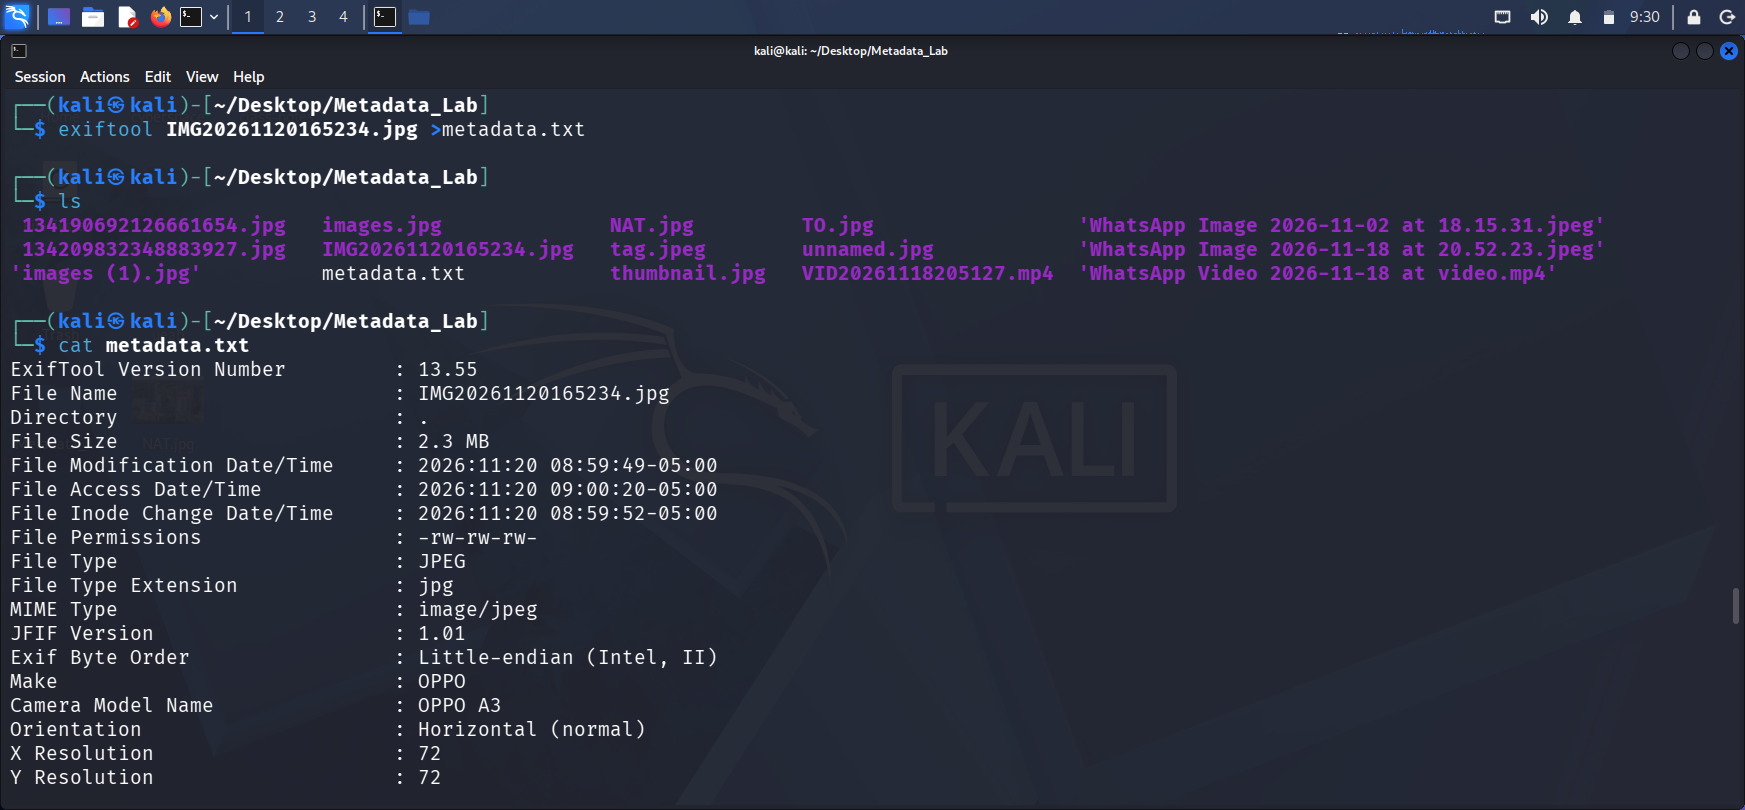 1 2 3 4 9:30
kali@kali: ~/Desktop/Metadata_Lab
Session Actions Edit View Help
┌──(kali㉿kali)-[~/Desktop/Metadata_Lab]
└─$ exiftool IMG20261120165234.jpg >metadata.txt
┌──(kali㉿kali)-[~/Desktop/Metadata_Lab]
└─$ ls
134190692126661654.jpg images.jpg NAT.jpg TO.jpg 'WhatsApp Image 2026-11-02 at 18.15.31.jpeg'
134209832348883927.jpg IMG20261120165234.jpg tag.jpeg unnamed.jpg 'WhatsApp Image 2026-11-18 at 20.52.23.jpeg'
'images (1).jpg' metadata.txt thumbnail.jpg VID20261118205127.mp4 'WhatsApp Video 2026-11-18 at video.mp4'
┌──(kali㉿kali)-[~/Desktop/Metadata_Lab]
└─$ cat metadata.txt
ExifTool Version Number : 13.55
File Name : IMG20261120165234.jpg
Directory : .
File Size : 2.3 MB
File Modification Date/Time : 2026:11:20 08:59:49-05:00
File Access Date/Time : 2026:11:20 09:00:20-05:00
File Inode Change Date/Time : 2026:11:20 08:59:52-05:00
File Permissions : -rw-rw-rw-
File Type : JPEG
File Type Extension : jpg
MIME Type : image/jpeg
JFIF Version : 1.01
Exif Byte Order : Little-endian (Intel, II)
Make : OPPO
Camera Model Name : OPPO A3
Orientation : Horizontal (normal)
X Resolution : 72
Y Resolution : 72
KALI
NAT.jpg